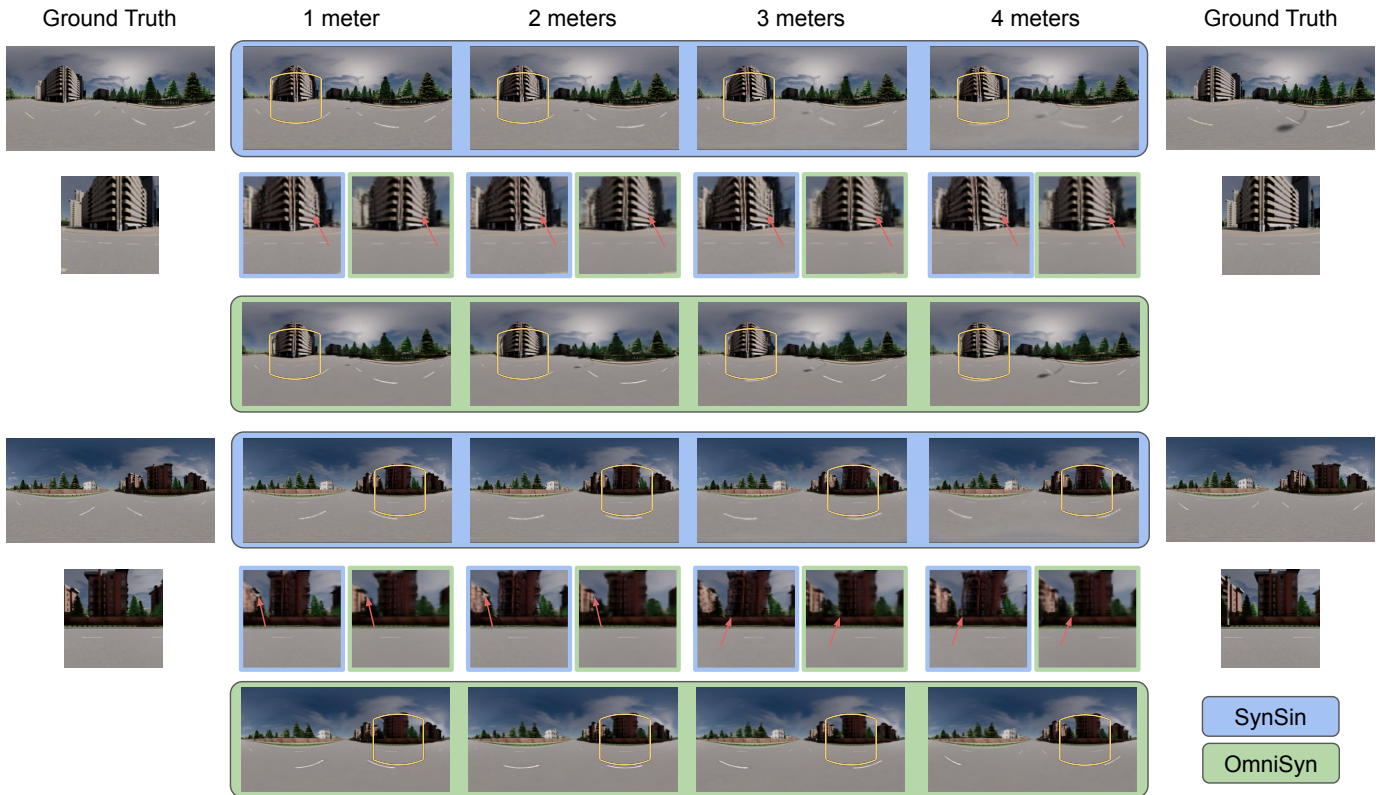 Ground Truth
1 meter
2 meters
3 meters
4 meters
Ground Truth
SynSin
OmniSyn